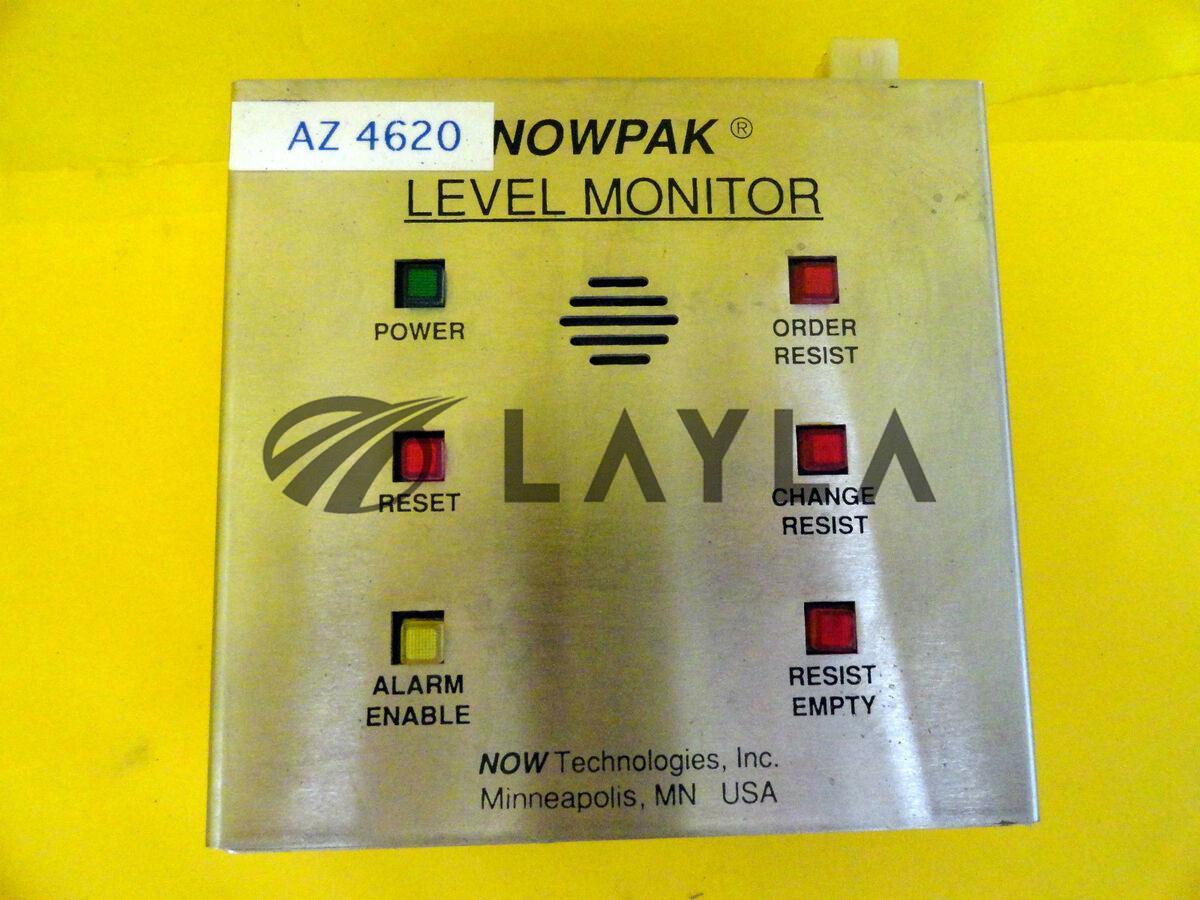 AZ 4620
NOWPAK ®
LEVEL MONITOR
POWER
ORDER
RESIST
LAYLA
RESET
CHANGE
RESIST
ALARM
ENABLE
RESIST
EMPTY
NOW Technologies, Inc.
Minneapolis, MN USA